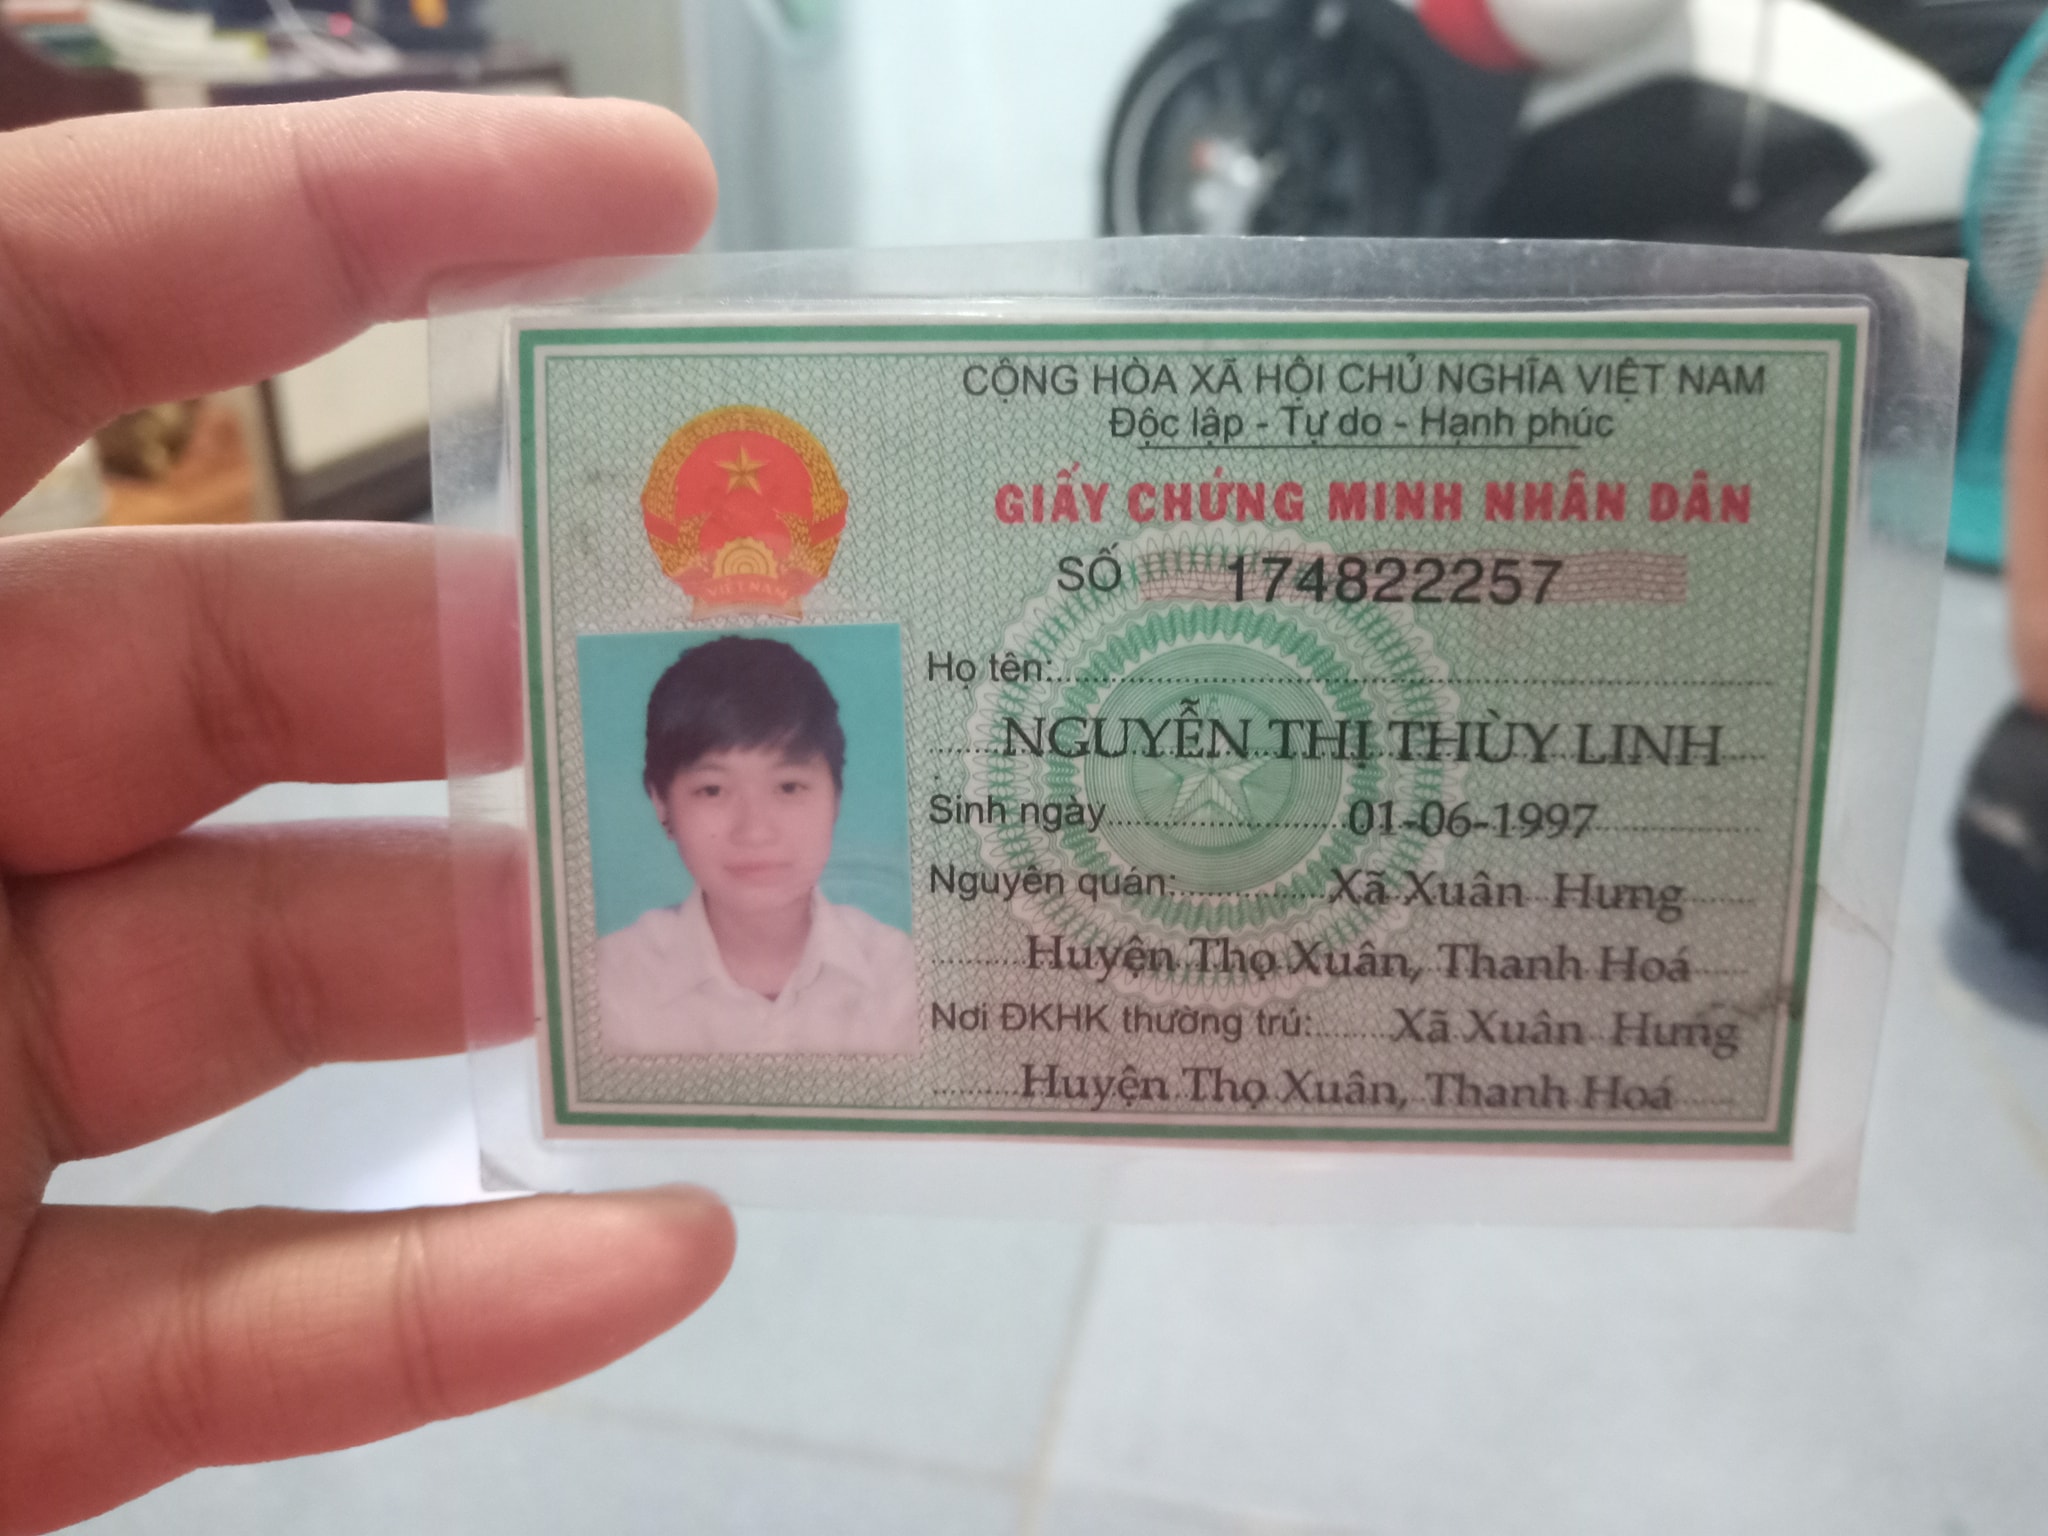 CỘNG HÒA XÃ HỘI CHỦ NGHĨA VIỆT NAM
Độc lập - Tự do - Hạnh phúc
GIẤY CHỨNG MINH NHÂN DÂN
SỐ 174822257
VIỆT NAM
Họ tên:
NGUYỄN THỊ THÙY LINH
Sinh ngày 01-06-1997
Nguyên quán: Xã Xuân Hưng
Huyện Thọ Xuân, Thanh Hoá
Nơi ĐKHK thường trú: Xã Xuân Hưng
Huyện Thọ Xuân, Thanh Hoá